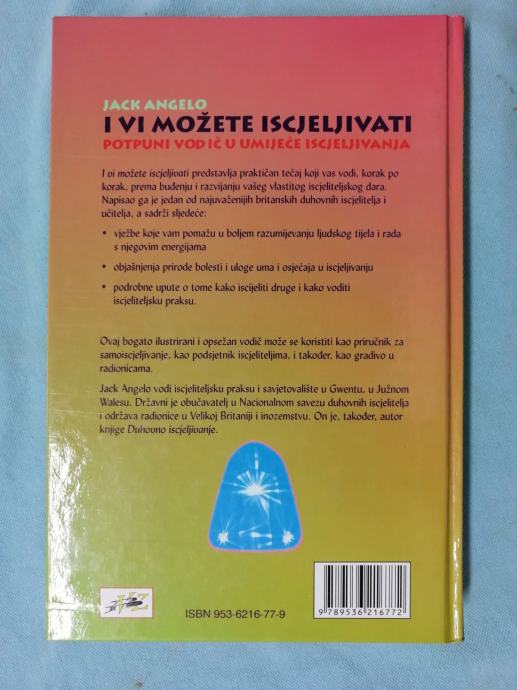 JACK ANGELO
I VI MOŽETE ISCJELJIVATI
POTPUNI VODIČ U UMIJEĆE ISCJELJIVANJA
I vi možete iscjeljivati predstavlja praktičan tečaj koji vas vodi, korak po
korak, prema buđenju i razvijanju vašeg vlastitog iscjeliteljskog dara.
Napisao ga je jedan od najuvaženijih britanskih duhovnih iscjelitelja i
učitelja, a sadrži sljedeće:
• vježbe koje vam pomažu u boljem razumijevanju ljudskog tijela i rada
s njegovim energijama
• objašnjenja prirode bolesti i uloge uma i osjećaja u iscjeljivanju
• podrobne upute o tome kako iscijeliti druge i kako voditi
iscjeliteljsku praksu.
Ovaj bogato ilustrirani i opsežan vodič može se koristiti kao priručnik za
samoiscjeljivanje, kao podsjetnik iscjeliteljima, i također, kao gradivo u
radionicama.
Jack Angelo vodi iscjeliteljsku praksu i savjetovalište u Gwentu, u Južnom
Walesu. Državni je obučavatelj u Nacionalnom savezu duhovnih iscjelitelja
i održava radionice u Velikoj Britaniji i inozemstvu. On je, također, autor
knjige Duhovno iscjeljivanje.
ISBN 953-6216-77-9
9 789536 216772